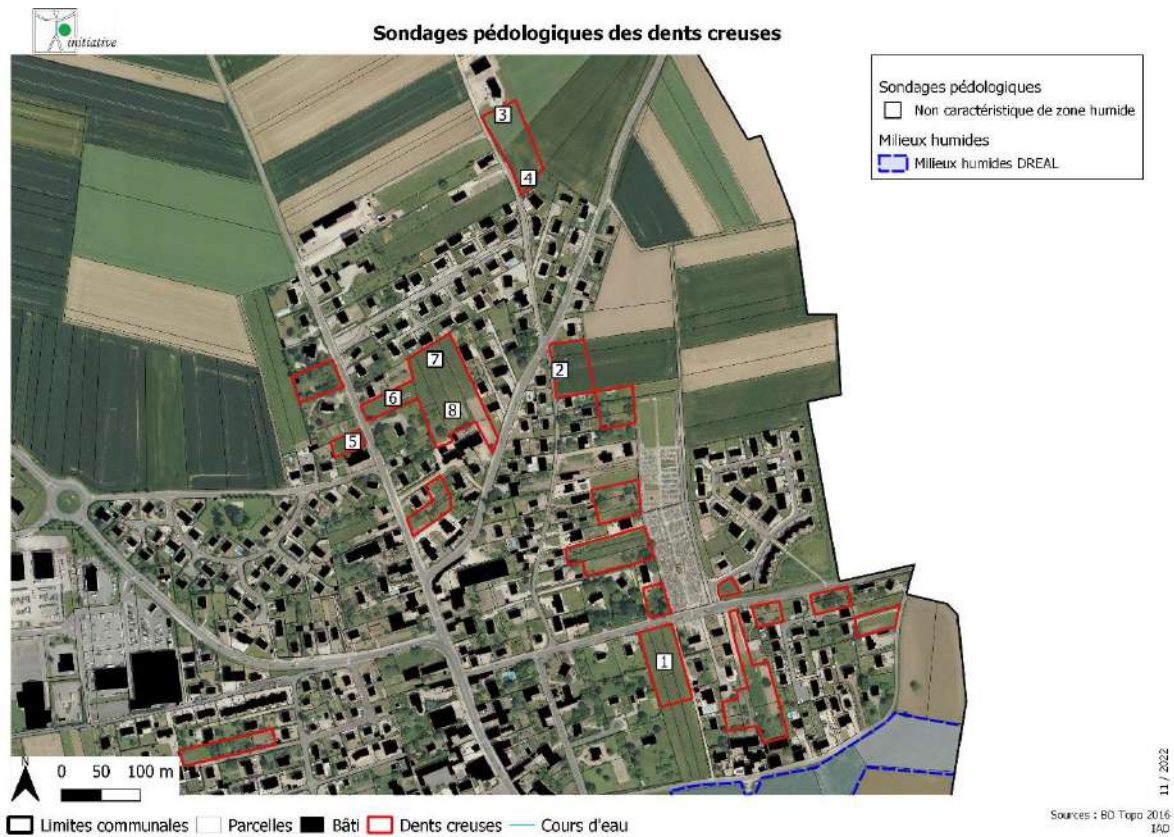 initiative
Sondages pédologiques des dents creuses
Sondages pédologiques
Non caractéristique de zone humide
Milieux humides
Milieux humides DREAL
3
4
2
7
6
8
5
1
N
0 50 100 m
11 / 2022
Limites communales Parcelles Bâti Dents creuses Cours d'eau
Sources : BD Topo 2016